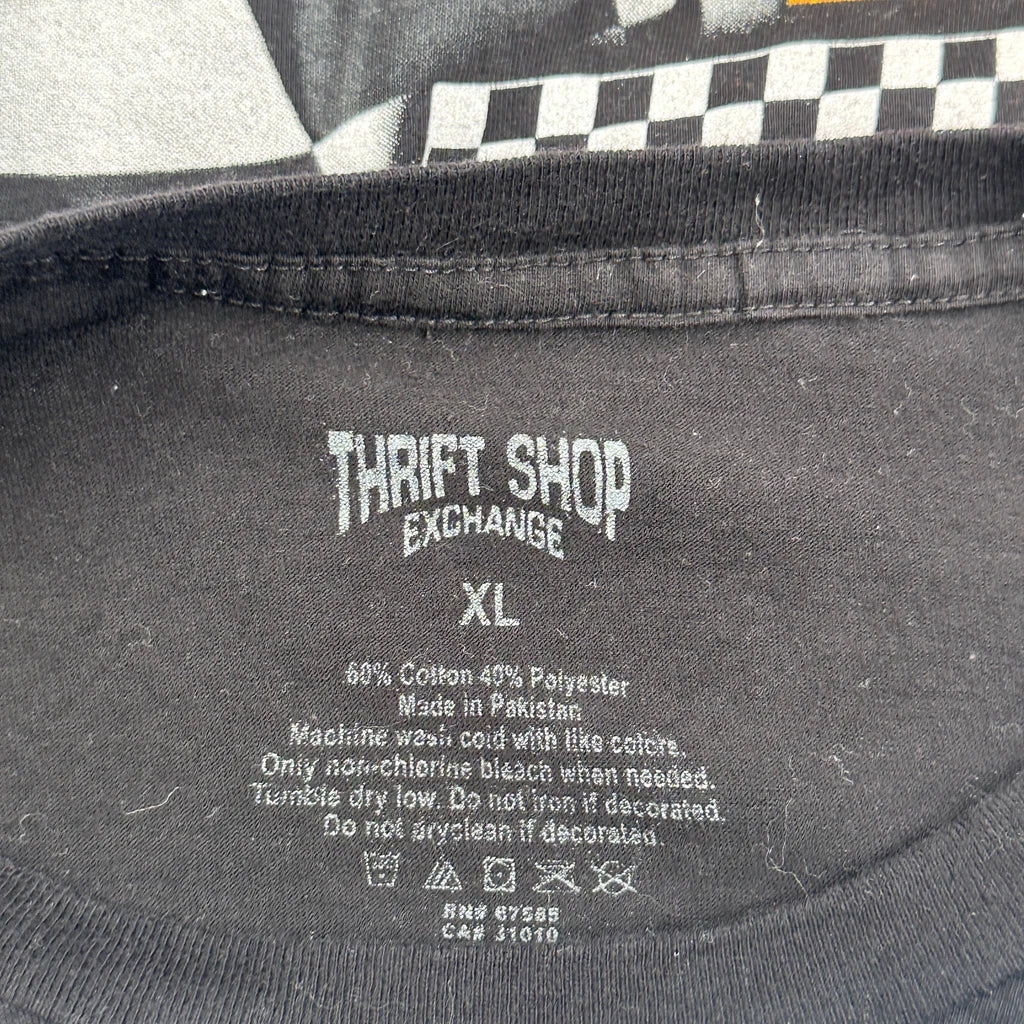 THRIFT SHOP
EXCHANGE
XL
60% Cotton 40% Polyester
Made in Pakistan
Machine wash cold with like colors.
Only non-chlorine bleach when needed.
Tumble dry low. Do not iron if decorated.
Do not dryclean if decorated.
RN# 67585
CA# 31010